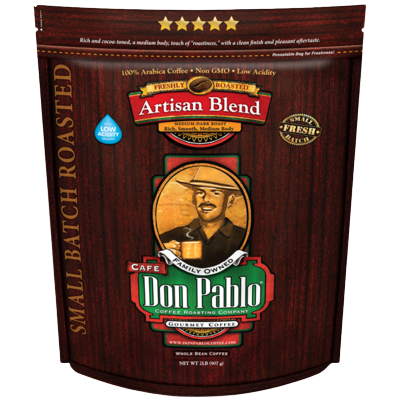 Rich and cocoa-toned, a medium body, touch of "roastiness," with a clean finish and pleasant aftertaste.
Resealable Bag for Freshness!
100% Arabica Coffee • Non GMO • Low Acidity
FRESHLY ROASTED
Artisan Blend
MEDIUM-DARK ROAST
Rich, Smooth, Medium Body
LOW
ACIDITY
SMALL
FRESH
BATCH
SMALL BATCH ROASTED
FAMILY OWNED
CAFE
Don Pablo
COFFEE ROASTING COMPANY
GOURMET COFFEE
WWW.DONPABLOCOFFEE.COM
WHOLE BEAN COFFEE
NET WT 2LB (907g)